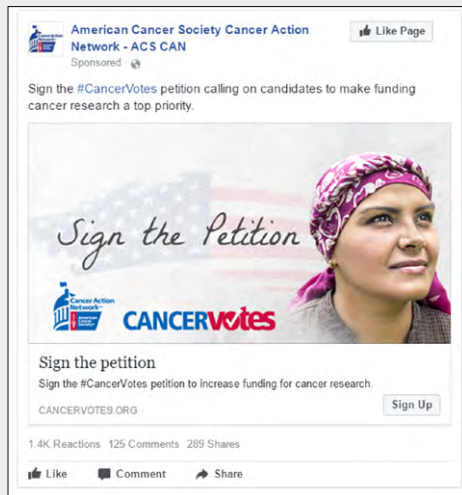 American Cancer Society Cancer Action
Network - ACS CAN
Sponsored ·
Like Page
Sign the #CancerVotes petition calling on candidates to make funding
cancer research a top priority.
Sign the Petition
Cancer Action
Network™
American
Cancer
Society®
CANCERVOTES
Sign the petition
Sign the #CancerVotes petition to increase funding for cancer research.
CANCERVOTES.ORG
Sign Up
1.4K Reactions 125 Comments 289 Shares
Like Comment Share